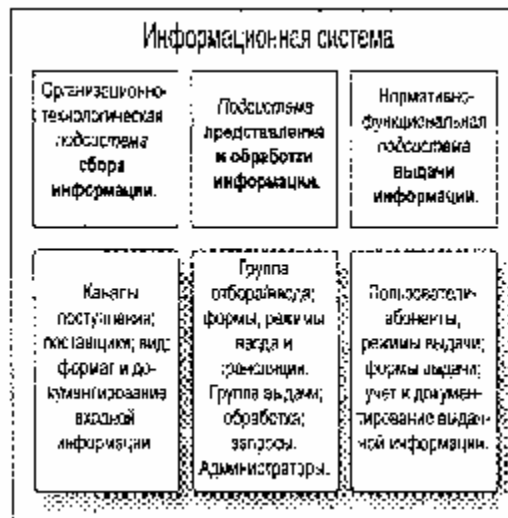 Информационная система
Организационно-
технологическая
подсистема
сбора
информации.
Подсистема
представления
и обработки
информации.
Нормативно-
функциональная
подсистема
выдачи
информации.
Каналы
поступления;
поставщики; вид;
формат и до-
кументирование
входной
информации
Группа
отбора/ввода;
формы, режимы
ввода и
трансляции.
Группа выдачи;
обработка;
запросы.
Администраторы.
Пользователи-
абоненты;
режимы выдачи;
формы выдачи;
учет и докумен-
тирование выдан-
ной информации.